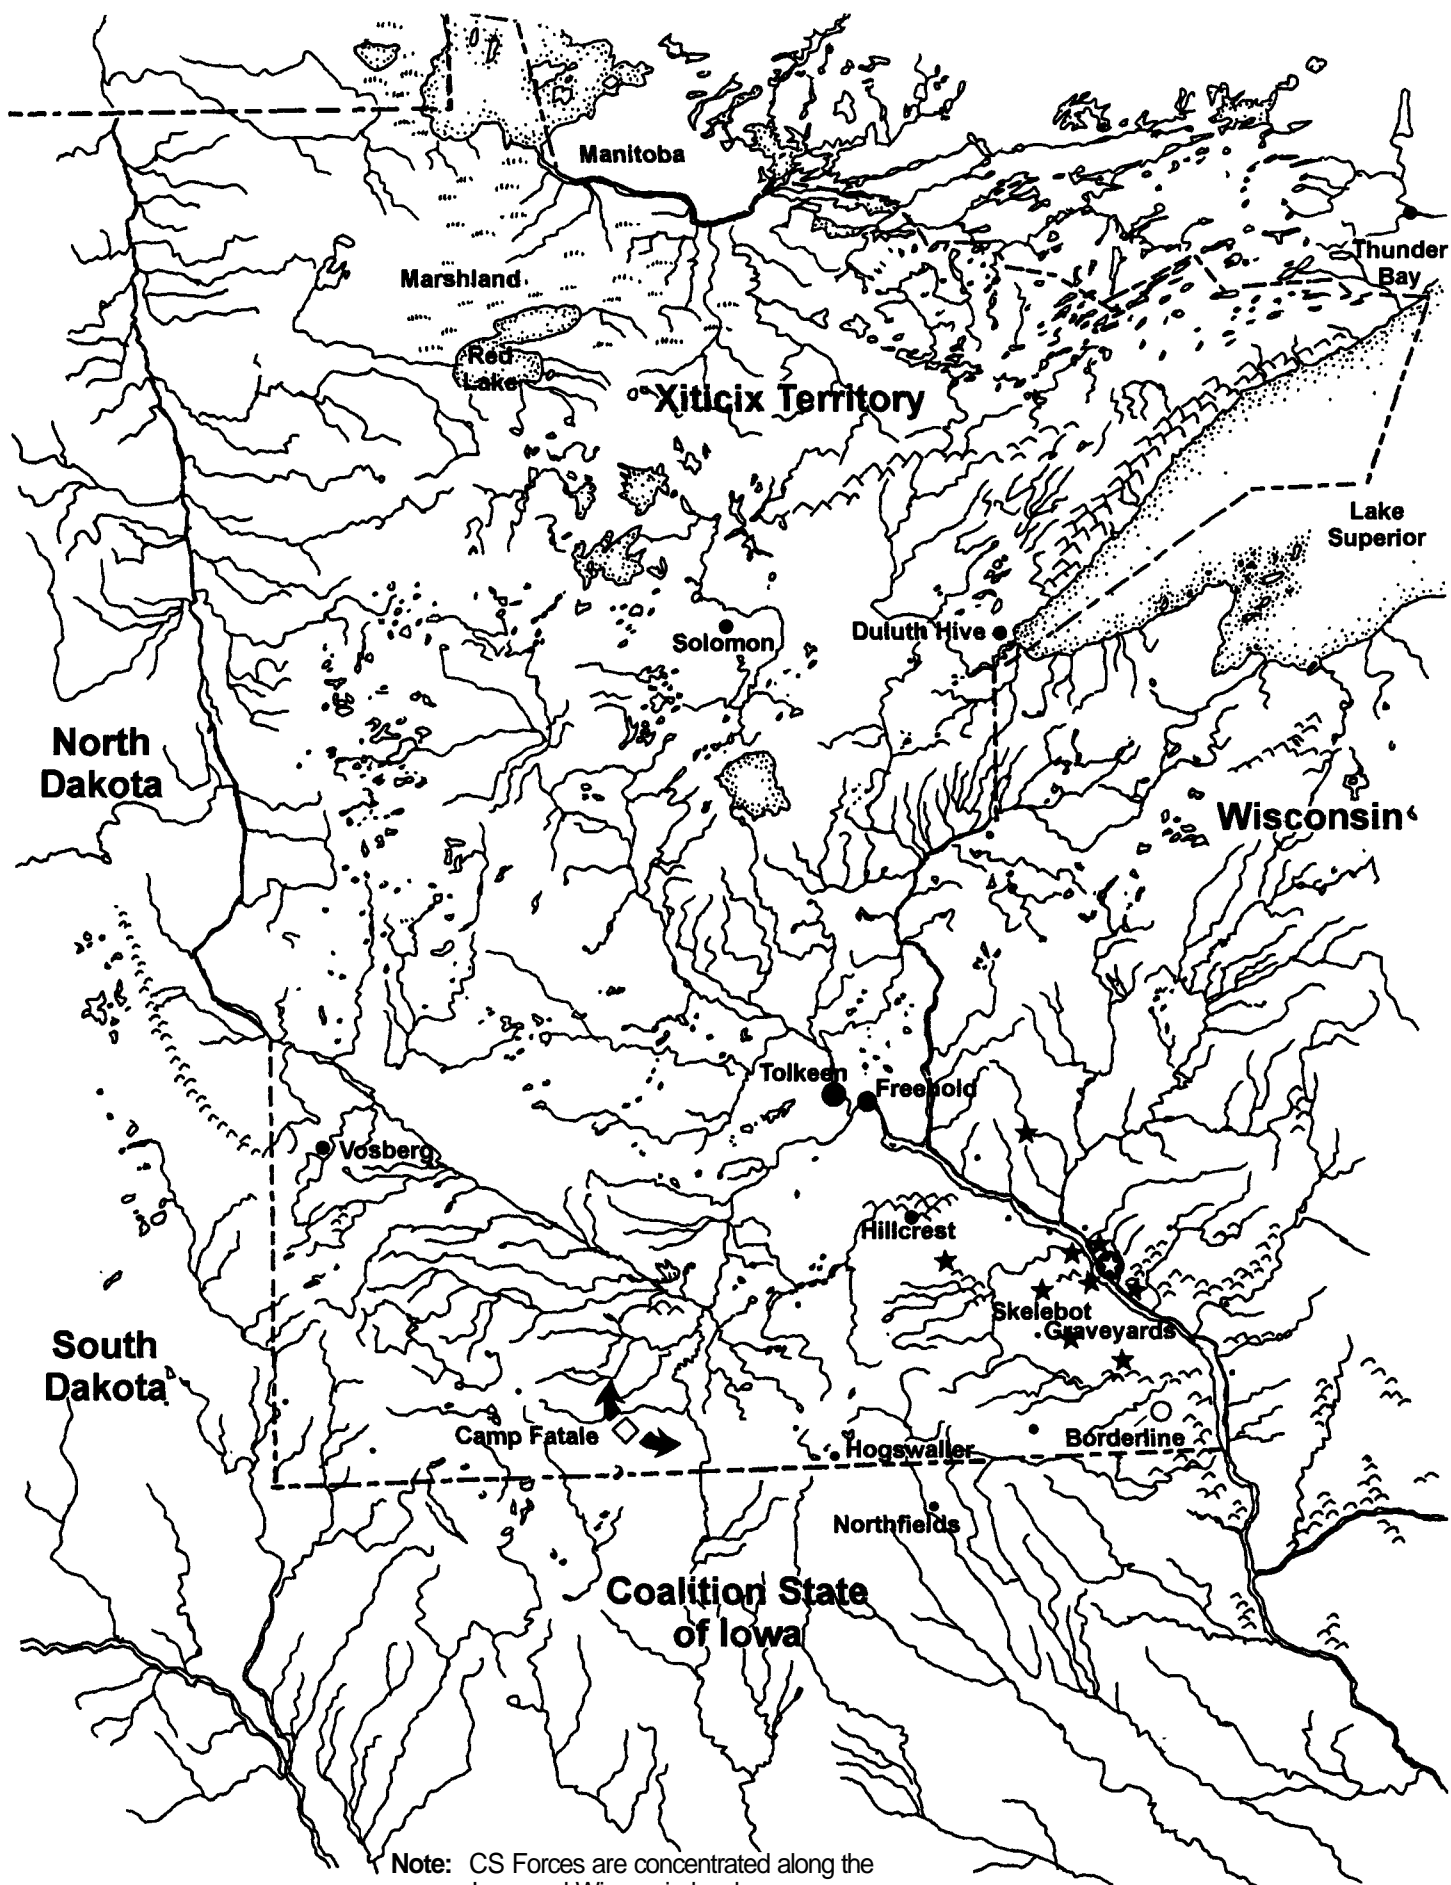 Manitoba
Thunder
Bay
Marshland
Red
Lake
Xiticix Territory
Lake
Superior
Duluth Hive
Solomon
North
Dakota
Wisconsin
Tolkeen
Freehold
Vosberg
Hillcrest
Skelebot
Graveyards
South
Dakota
Camp Fatale
Borderline
Hogswaller
Northfields
Coalition State
of Iowa
Note: CS Forces are concentrated along the